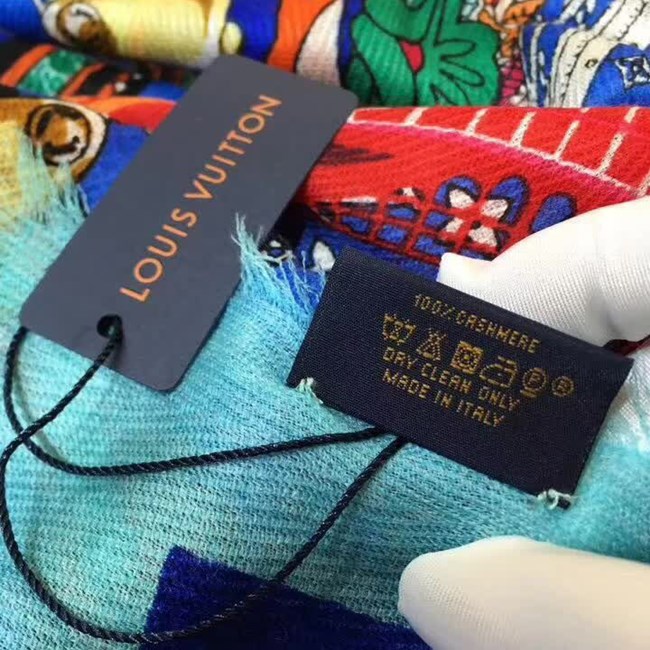 LOUIS VUITTON
100% CASHMERE
DRY CLEAN ONLY
MADE IN ITALY